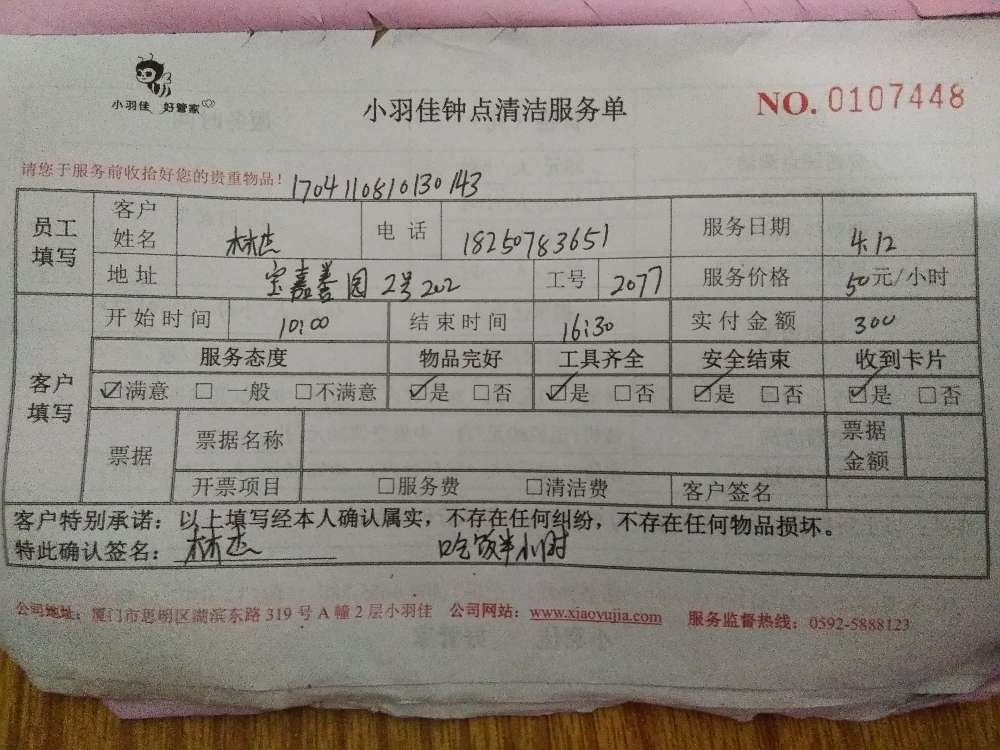 小羽佳 好管家
小羽佳钟点清洁服务单
NO. 0107448
请您于服务前收拾好您的贵重物品！ 1704110810130143
员工填写 客户姓名 林杰 电 话 18250783651 服务日期 4.12
地 址 宝嘉誊园 2号202 工号 2077 服务价格 50元/小时
客户填写 开始时间 10:00 结束时间 16:30 实付金额 300
服务态度 物品完好 工具齐全 安全结束 收到卡片
☑满意 □ 一般 □不满意 ☑是 □否 ☑是 □否 ☑是 □否 ☑是 □否
票据 票据名称 票据金额
开票项目 □服务费 □清洁费 客户签名
客户特别承诺：以上填写经本人确认属实，不存在任何纠纷，不存在任何物品损坏。
特此确认签名：林杰 吃饭半小时
公司地址：厦门市思明区湖滨东路 319 号 A 幢 2 层小羽佳 公司网站：www.xiaoyujia.com 服务监督热线：0592-5888123